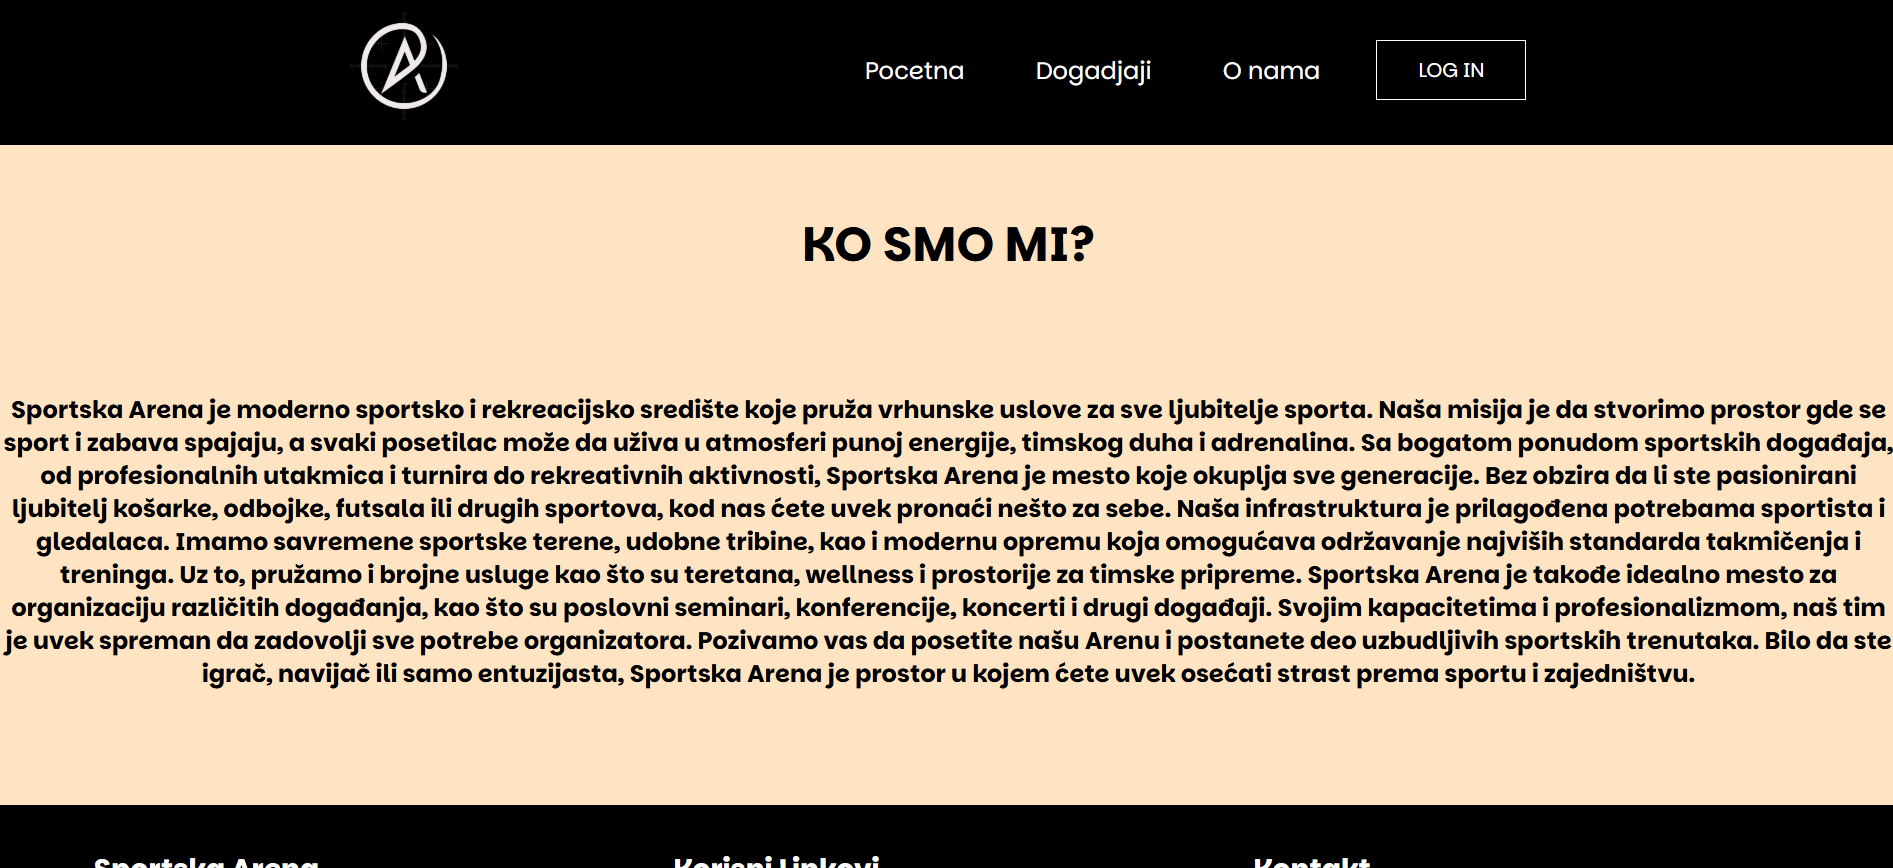 Pocetna Dogadjaji O nama LOG IN
KO SMO MI?
Sportska Arena je moderno sportsko i rekreacijsko središte koje pruža vrhunske uslove za sve ljubitelje sporta. Naša misija je da stvorimo prostor gde se
sport i zabava spajaju, a svaki posetilac može da uživa u atmosferi punoj energije, timskog duha i adrenalina. Sa bogatom ponudom sportskih događaja,
od profesionalnih utakmica i turnira do rekreativnih aktivnosti, Sportska Arena je mesto koje okuplja sve generacije. Bez obzira da li ste pasionirani
ljubitelj košarke, odbojke, futsala ili drugih sportova, kod nas ćete uvek pronaći nešto za sebe. Naša infrastruktura je prilagođena potrebama sportista i
gledalaca. Imamo savremene sportske terene, udobne tribine, kao i modernu opremu koja omogućava održavanje najviših standarda takmičenja i
treninga. Uz to, pružamo i brojne usluge kao što su teretana, wellness i prostorije za timske pripreme. Sportska Arena je takođe idealno mesto za
organizaciju različitih događanja, kao što su poslovni seminari, konferencije, koncerti i drugi događaji. Svojim kapacitetima i profesionalizmom, naš tim
je uvek spreman da zadovolji sve potrebe organizatora. Pozivamo vas da posetite našu Arenu i postanete deo uzbudljivih sportskih trenutaka. Bilo da ste
igrač, navijač ili samo entuzijasta, Sportska Arena je prostor u kojem ćete uvek osećati strast prema sportu i zajedništvu.
Sportska Arena Korisni Linkovi Kontakt